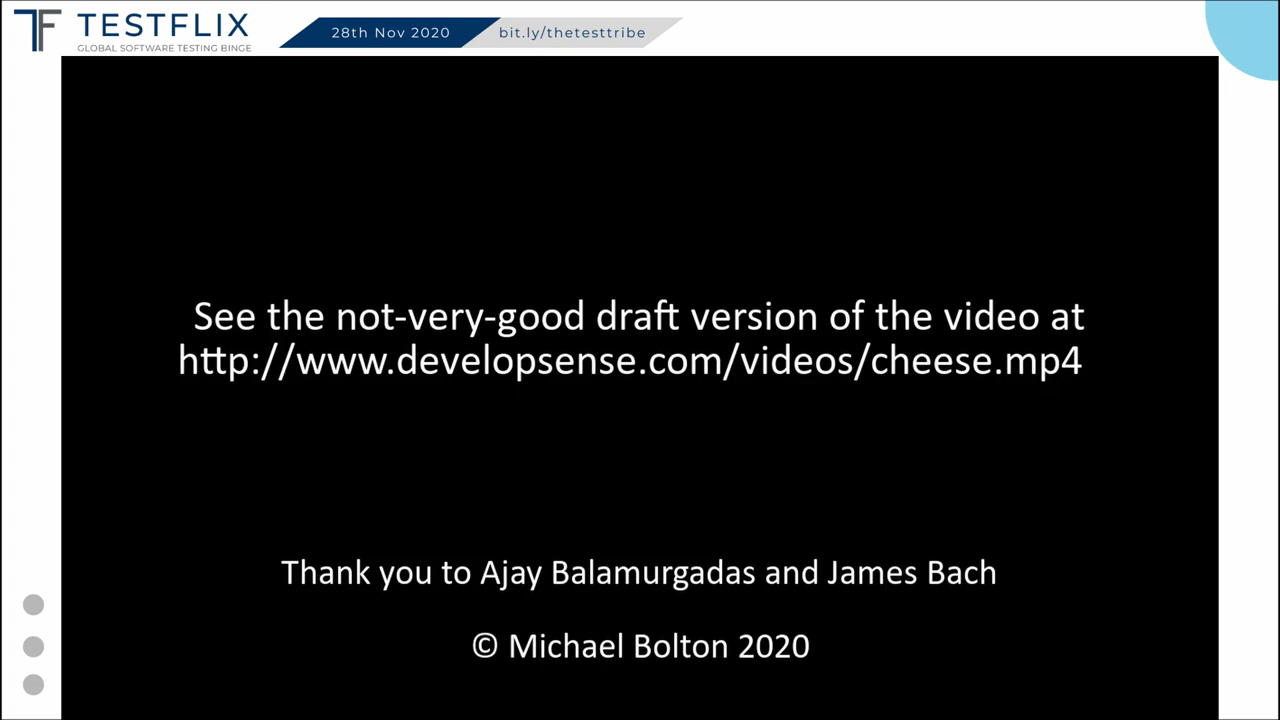 TF TESTFLIX
GLOBAL SOFTWARE TESTING BINGE
28th Nov 2020
bit.ly/thetesttribe
See the not-very-good draft version of the video at
http://www.developsense.com/videos/cheese.mp4
Thank you to Ajay Balamurgadas and James Bach
© Michael Bolton 2020